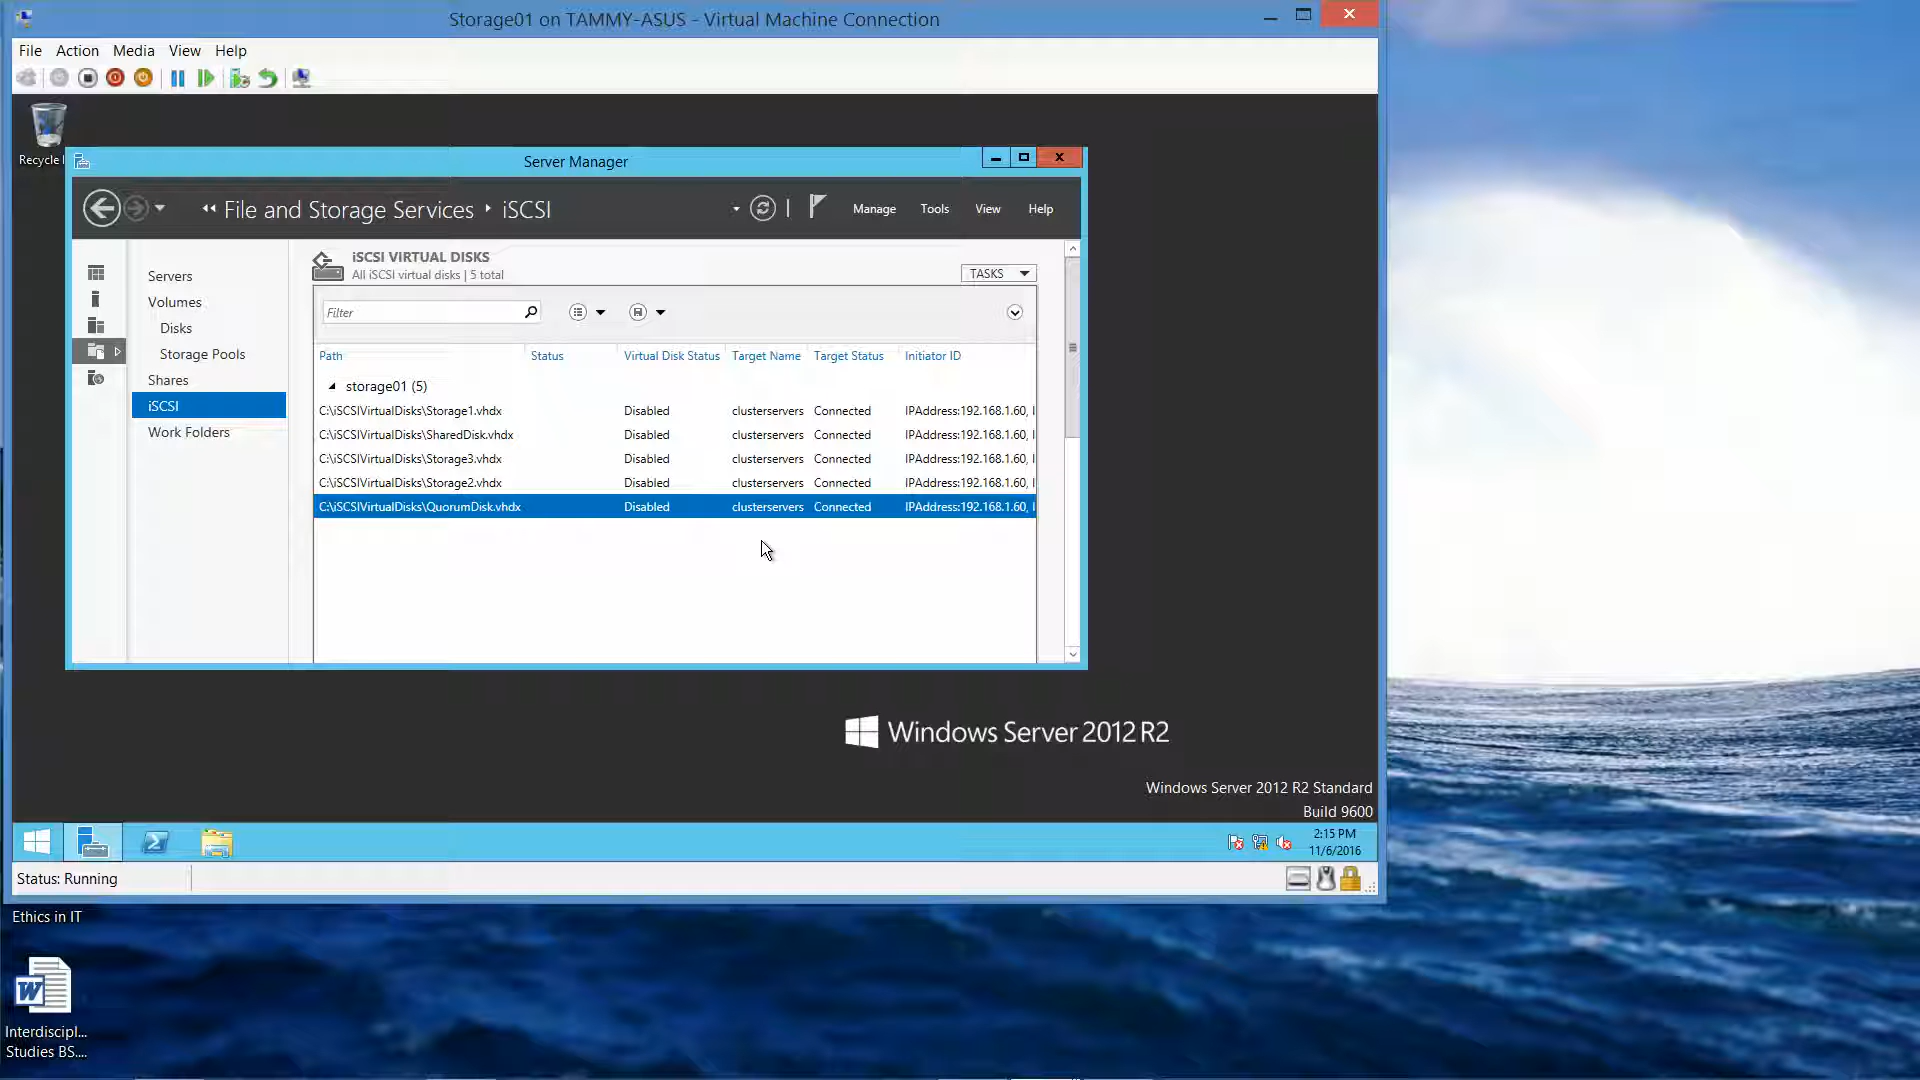 Storage01 on TAMMY-ASUS - Virtual Machine Connection
File Action Media View Help
Recycle
Server Manager
File and Storage Services iSCSI
Manage Tools View Help
iSCSI VIRTUAL DISKS
All iSCSI virtual disks | 5 total
TASKS
Servers
Volumes
Disks
Storage Pools
Shares
iSCSI
Work Folders
Filter
Path Status Virtual Disk Status Target Name Target Status Initiator ID
storage01 (5)
C:\iSCSIVirtualDisks\Storage1.vhdx Disabled clusterservers Connected IPAddress:192.168.1.60, I
C:\iSCSIVirtualDisks\SharedDisk.vhdx Disabled clusterservers Connected IPAddress:192.168.1.60, I
C:\iSCSIVirtualDisks\Storage3.vhdx Disabled clusterservers Connected IPAddress:192.168.1.60, I
C:\iSCSIVirtualDisks\Storage2.vhdx Disabled clusterservers Connected IPAddress:192.168.1.60, I
C:\iSCSIVirtualDisks\QuorumDisk.vhdx Disabled clusterservers Connected IPAddress:192.168.1.60, I
Windows Server 2012 R2
Windows Server 2012 R2 Standard
Build 9600
2:15 PM
11/6/2016
Status: Running
Ethics in IT
Interdiscipl...
Studies BS....